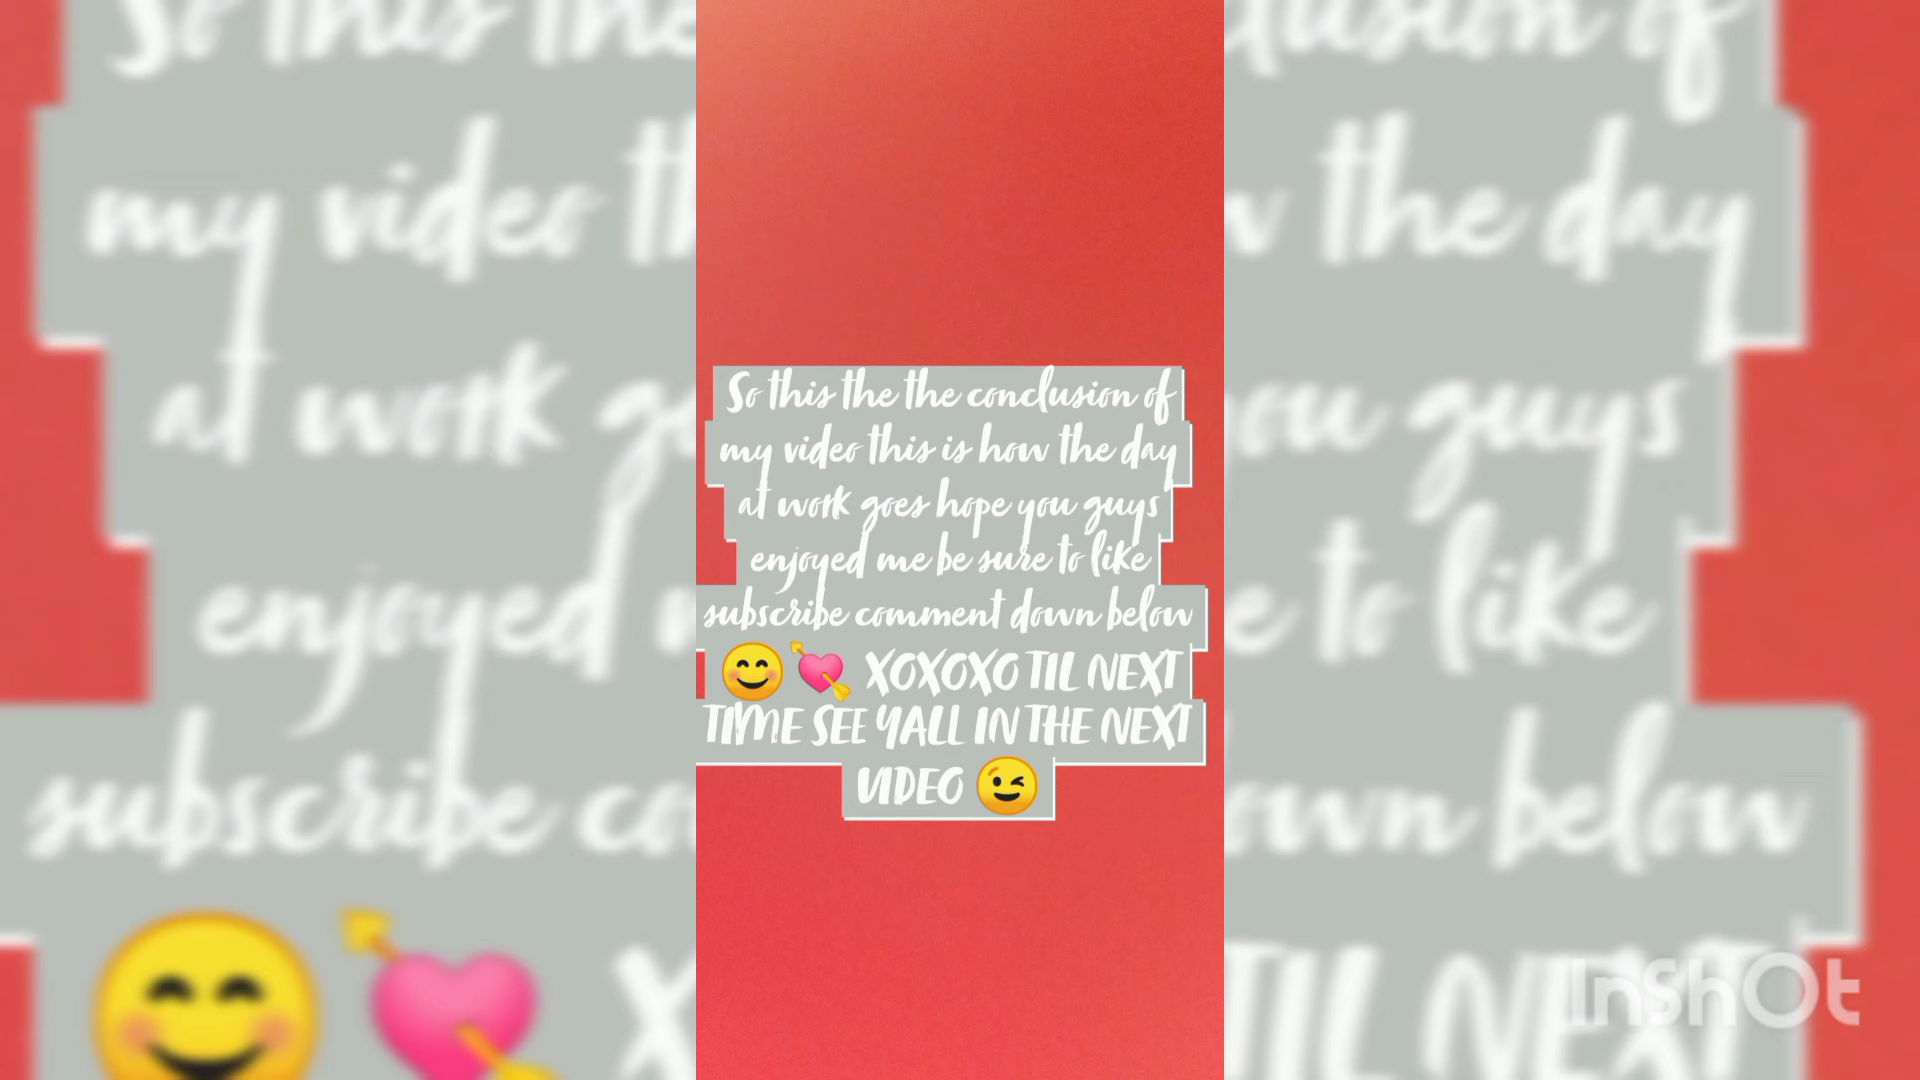 So this the the conclusion of
my video this is how the day
at work goes hope you guys
enjoyed me be sure to like
subscribe comment down below
😊💘 XOXOXO TIL NEXT
TIME SEE YALL IN THE NEXT
VIDEO 😉
InShOt